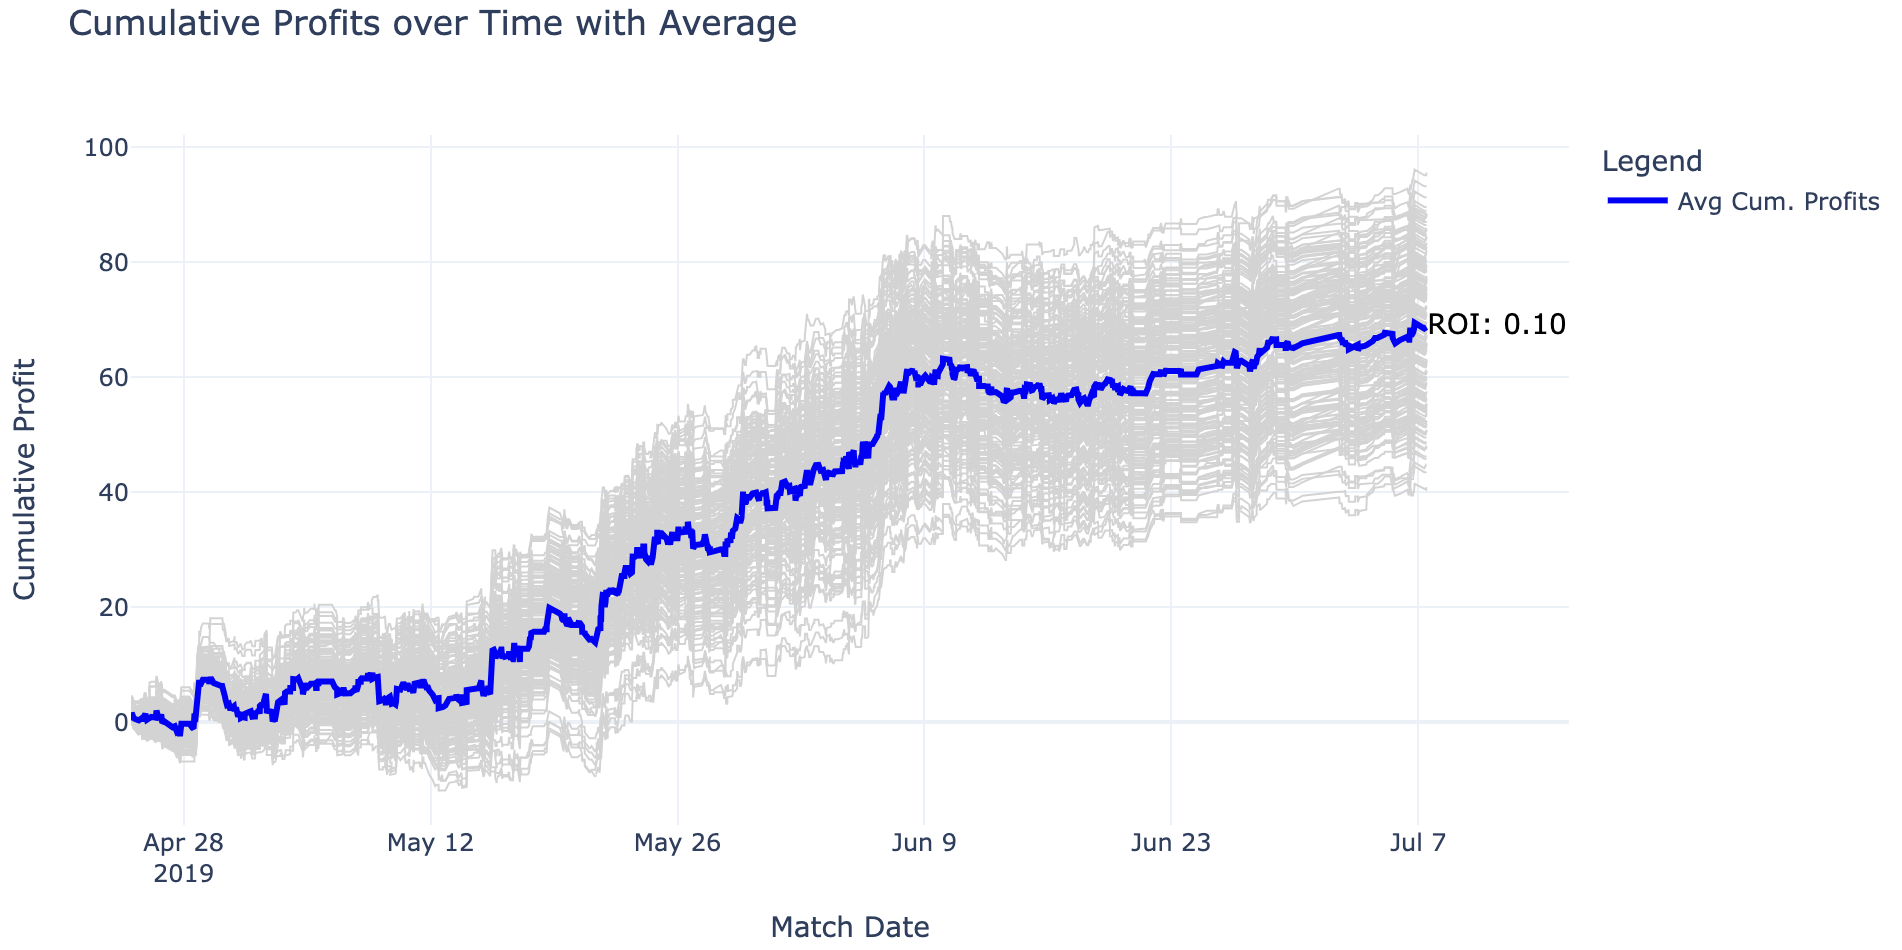 Cumulative Profits over Time with Average
Cumulative Profit
100
80
60
40
20
0
Apr 28
2019
May 12
May 26
Jun 9
Jun 23
Jul 7
Match Date
ROI: 0.10
Legend
Avg Cum. Profits